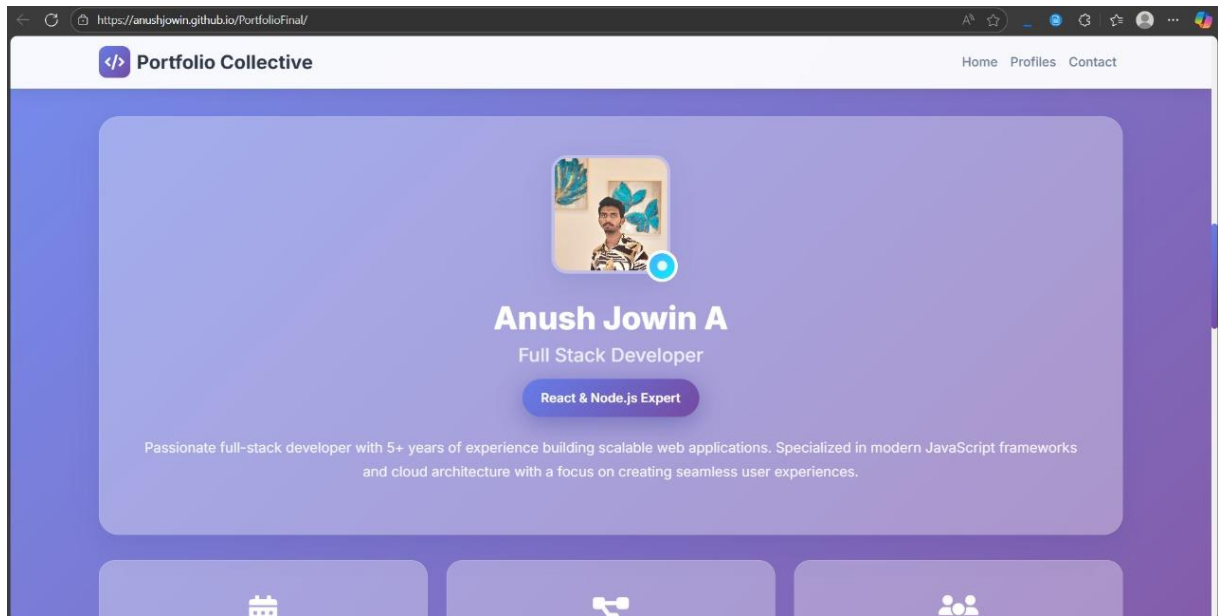 https://anushjowin.github.io/PortfolioFinal/
</> Portfolio Collective
Home Profiles Contact
Anush Jowin A
Full Stack Developer
React & Node.js Expert
Passionate full-stack developer with 5+ years of experience building scalable web applications. Specialized in modern JavaScript frameworks
and cloud architecture with a focus on creating seamless user experiences.